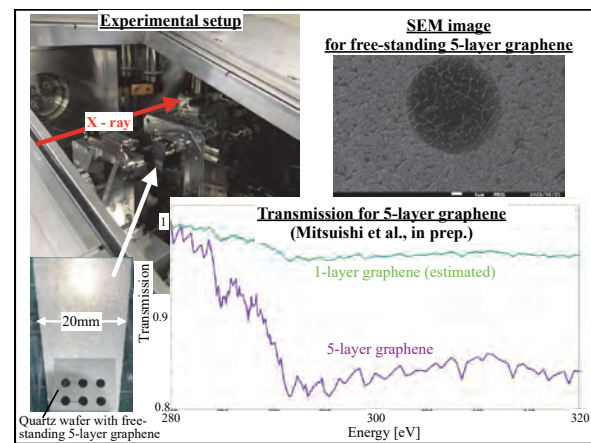 Experimental setup
X - ray
SEM image
for free-standing 5-layer graphene
Transmission for 5-layer graphene
(Mitsuishi et al., in prep.)
1-layer graphene (estimated)
5-layer graphene
Transmission
1
0.9
0.8
280
300
320
Energy [eV]
20mm
Quartz wafer with free-
standing 5-layer graphene